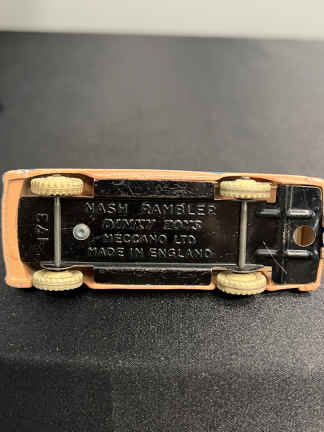 NASH RAMBLER
DINKY TOYS
MECCANO LTD
MADE IN ENGLAND
173